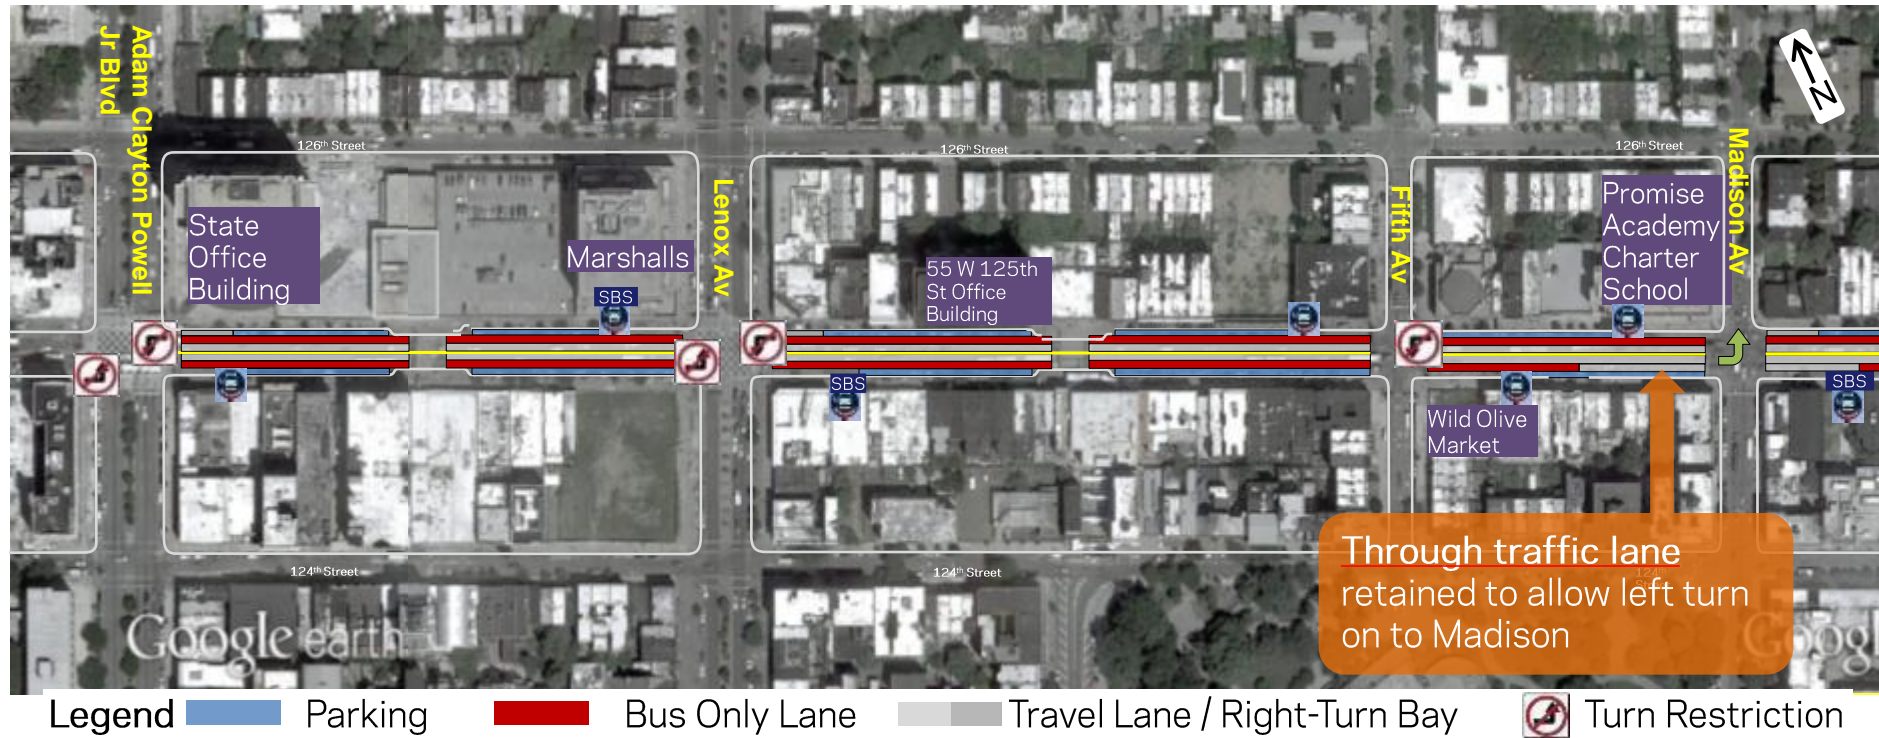 Adam Clayton Powell
Jr Blvd
126th Street
126th Street
126th Street
Lenox Av
Fifth Av
Madison Av
N
State
Office
Building
Marshalls
SBS
55 W 125th
St Office
Building
Promise
Academy
Charter
School
SBS
SBS
Wild Olive
Market
Through traffic lane
retained to allow left turn
on to Madison
124th Street
124th Street
124th
Google earth
Goog
Legend
Parking
Bus Only Lane
Travel Lane / Right-Turn Bay
Turn Restriction